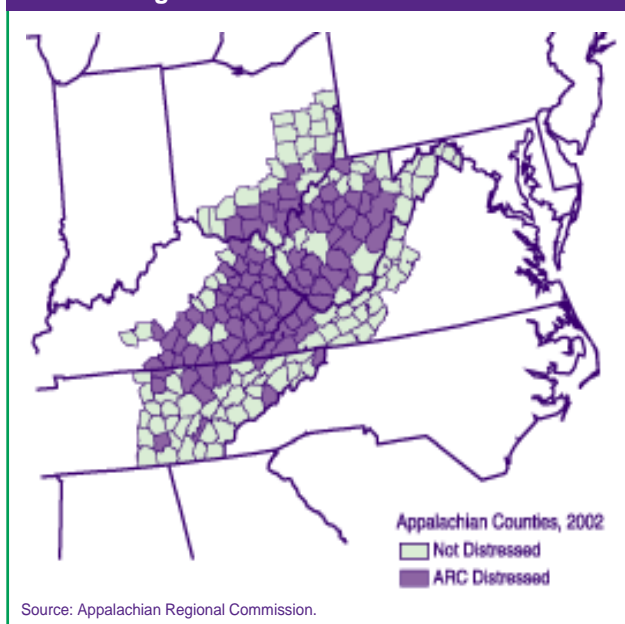 Appalachian Counties, 2002
Not Distressed
ARC Distressed
Source: Appalachian Regional Commission.